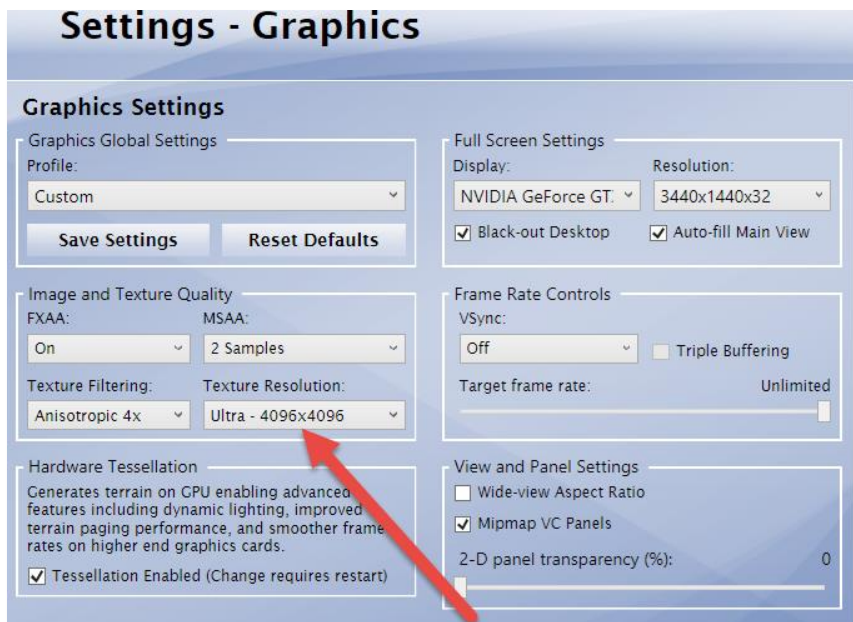 Settings - Graphics
Graphics Settings
Graphics Global Settings
Profile:
Custom
Save Settings
Reset Defaults
Full Screen Settings
Display:
Resolution:
NVIDIA GeForce GT.
3440x1440x32
Black-out Desktop
Auto-fill Main View
Image and Texture Quality
FXAA:
MSAA:
On
2 Samples
Texture Filtering:
Texture Resolution:
Anisotropic 4x
Ultra - 4096x4096
Frame Rate Controls
VSync:
Off
Triple Buffering
Target frame rate:
Unlimited
Hardware Tessellation
Generates terrain on GPU enabling advanced
features including dynamic lighting, improved
terrain paging performance, and smoother frame
rates on higher end graphics cards.
Tessellation Enabled (Change requires restart)
View and Panel Settings
Wide-view Aspect Ratio
Mipmap VC Panels
2-D panel transparency (%):
0